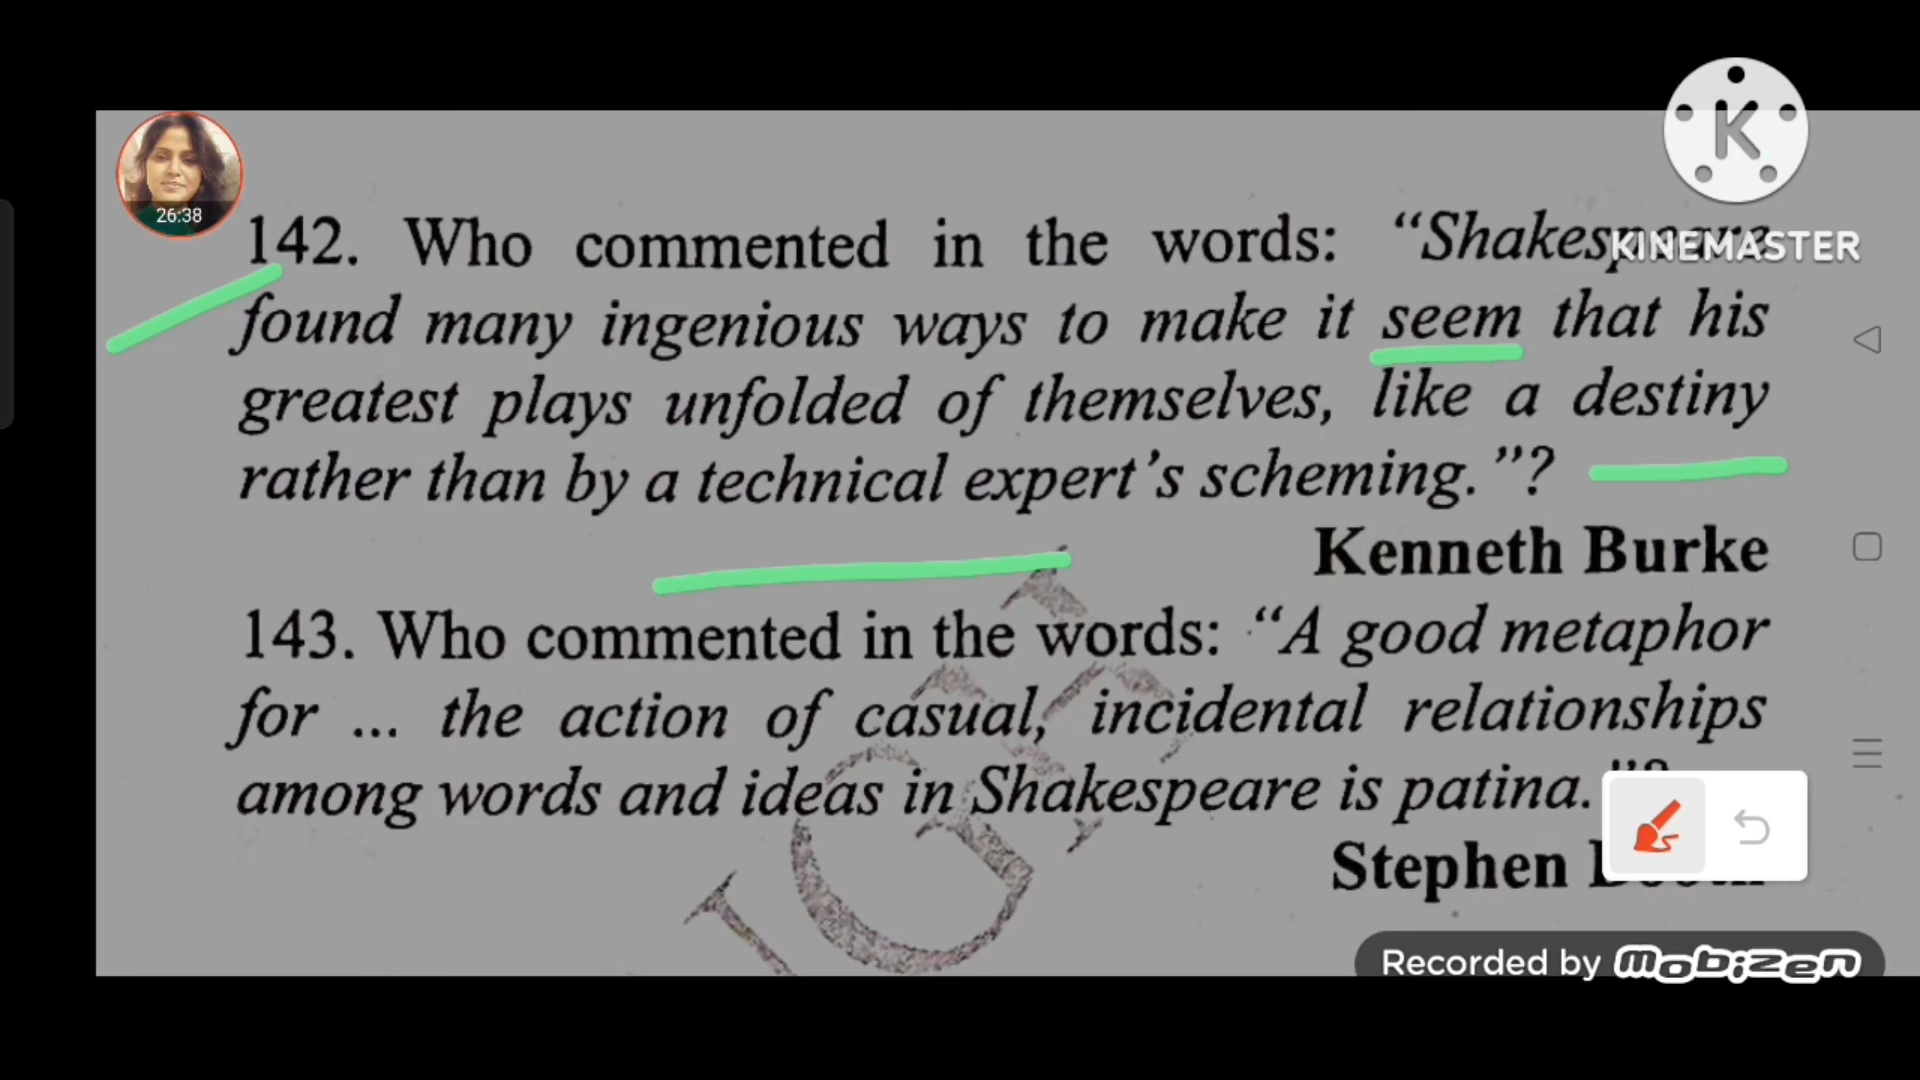 26:38
142. Who commented in the words: "Shakespeare
KINEMASTER
found many ingenious ways to make it seem that his
greatest plays unfolded of themselves, like a destiny
rather than by a technical expert's scheming."?
Kenneth Burke
143. Who commented in the words: "A good metaphor
for ... the action of casual, incidental relationships
among words and ideas in Shakespeare is patina."?
Stephen
Recorded by Mobizen